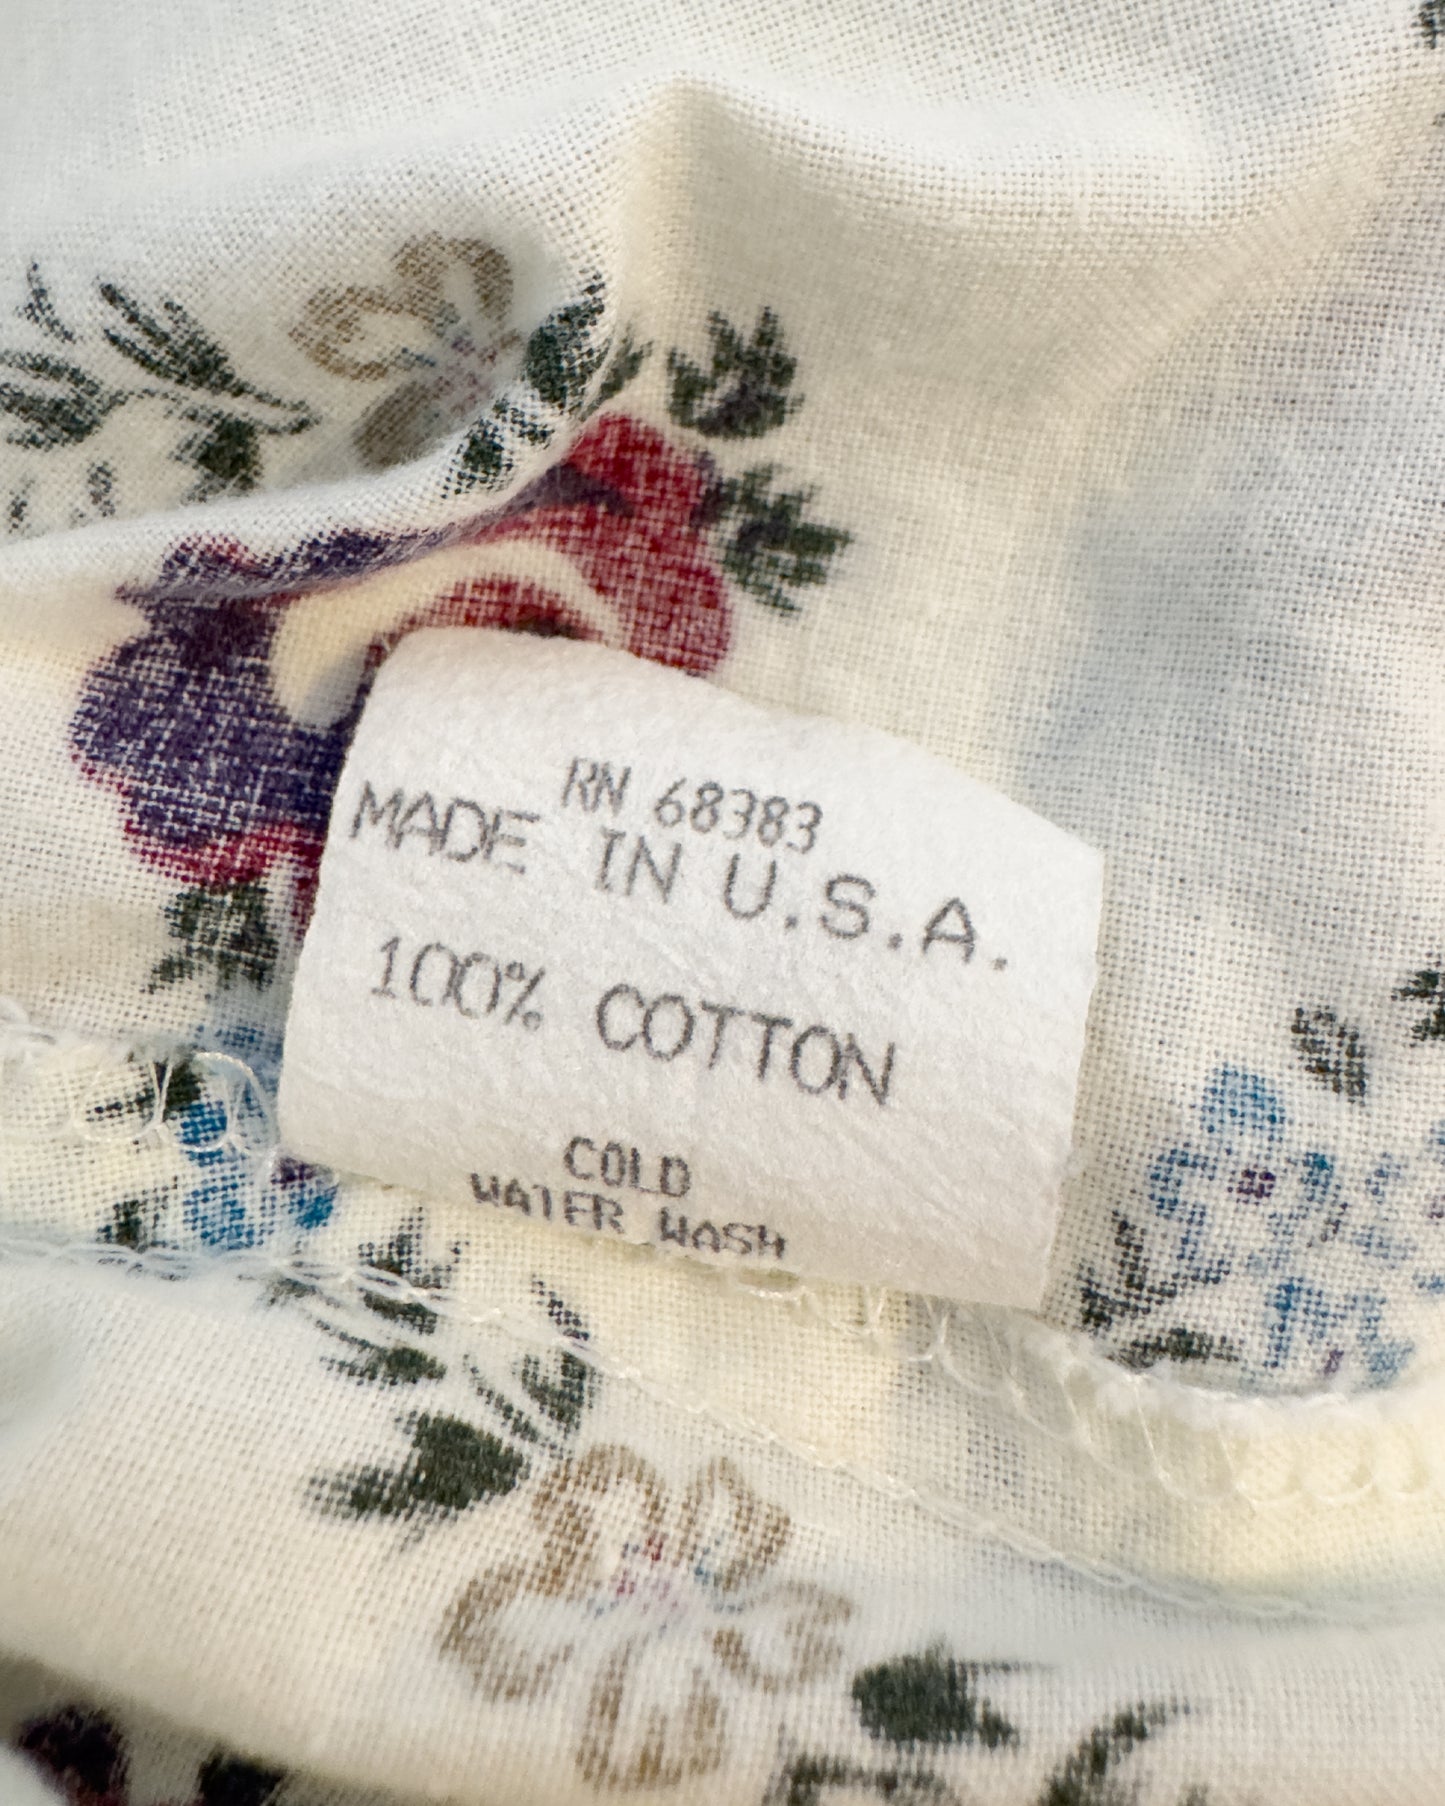 RN 68383
MADE IN U.S.A.
100% COTTON
COLD
WATER WASH